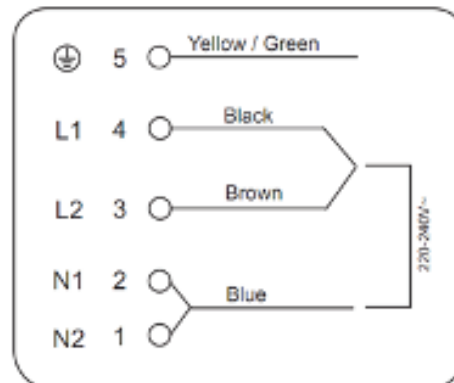 5 Yellow / Green
L1 4 Black
L2 3 Brown
N1 2
Blue
N2 1
220-240V~